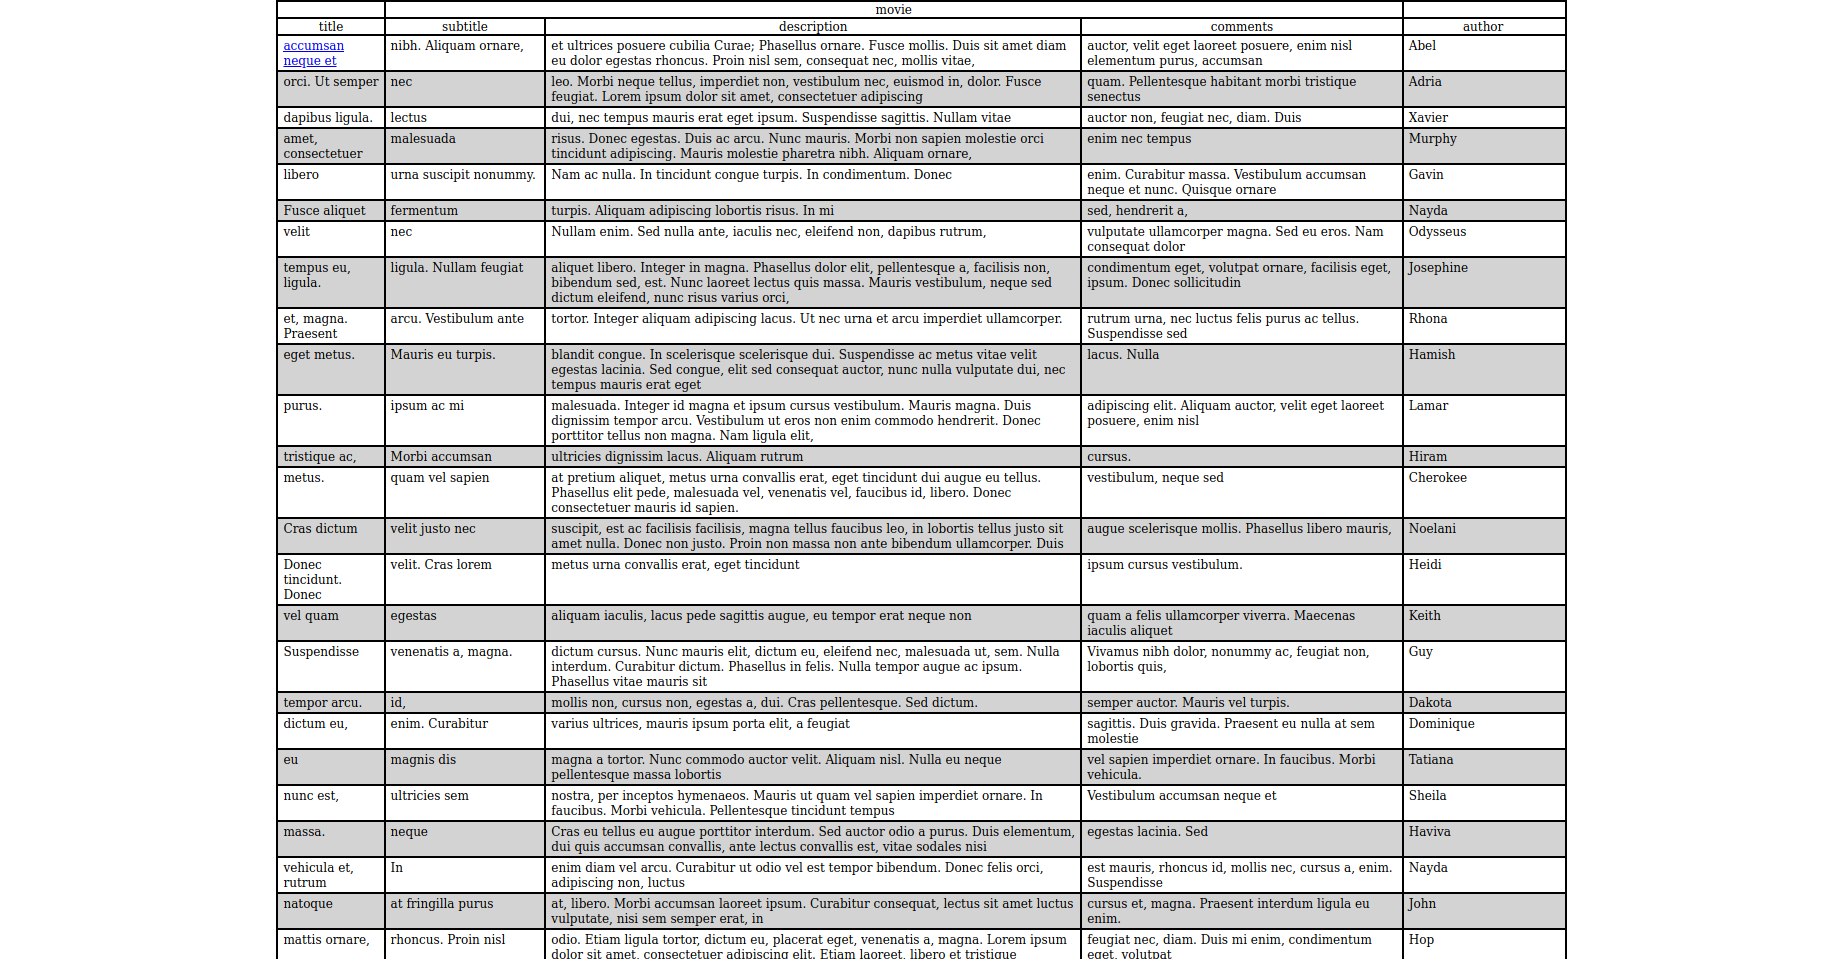 movie
title subtitle description comments author
accumsan nibh. Aliquam ornare, et ultrices posuere cubilia Curae; Phasellus ornare. Fusce mollis. Duis sit amet diam auctor, velit eget laoreet posuere, enim nisl Abel
neque et eu dolor egestas rhoncus. Proin nisl sem, consequat nec, mollis vitae, elementum purus, accumsan
orci. Ut semper nec leo. Morbi neque tellus, imperdiet non, vestibulum nec, euismod in, dolor. Fusce quam. Pellentesque habitant morbi tristique Adria
feugiat. Lorem ipsum dolor sit amet, consectetuer adipiscing senectus
dapibus ligula. lectus dui, nec tempus mauris erat eget ipsum. Suspendisse sagittis. Nullam vitae auctor non, feugiat nec, diam. Duis Xavier
amet, malesuada risus. Donec egestas. Duis ac arcu. Nunc mauris. Morbi non sapien molestie orci enim nec tempus Murphy
consectetuer tincidunt adipiscing. Mauris molestie pharetra nibh. Aliquam ornare,
libero urna suscipit nonummy. Nam ac nulla. In tincidunt congue turpis. In condimentum. Donec enim. Curabitur massa. Vestibulum accumsan Gavin
neque et nunc. Quisque ornare
Fusce aliquet fermentum turpis. Aliquam adipiscing lobortis risus. In mi sed, hendrerit a, Nayda
velit nec Nullam enim. Sed nulla ante, iaculis nec, eleifend non, dapibus rutrum, vulputate ullamcorper magna. Sed eu eros. Nam Odysseus
consequat dolor
tempus eu, ligula. Nullam feugiat aliquet libero. Integer in magna. Phasellus dolor elit, pellentesque a, facilisis non, condimentum eget, volutpat ornare, facilisis eget, Josephine
ligula. bibendum sed, est. Nunc laoreet lectus quis massa. Mauris vestibulum, neque sed ipsum. Donec sollicitudin
dictum eleifend, nunc risus varius orci,
et, magna. arcu. Vestibulum ante tortor. Integer aliquam adipiscing lacus. Ut nec urna et arcu imperdiet ullamcorper. rutrum urna, nec luctus felis purus ac tellus. Rhona
Praesent Suspendisse sed
eget metus. Mauris eu turpis. blandit congue. In scelerisque scelerisque dui. Suspendisse ac metus vitae velit lacus. Nulla Hamish
egestas lacinia. Sed congue, elit sed consequat auctor, nunc nulla vulputate dui, nec
tempus mauris erat eget
purus. ipsum ac mi malesuada. Integer id magna et ipsum cursus vestibulum. Mauris magna. Duis adipiscing elit. Aliquam auctor, velit eget laoreet Lamar
dignissim tempor arcu. Vestibulum ut eros non enim commodo hendrerit. Donec posuere, enim nisl
porttitor tellus non magna. Nam ligula elit,
tristique ac, Morbi accumsan ultricies dignissim lacus. Aliquam rutrum cursus. Hiram
metus. quam vel sapien at pretium aliquet, metus urna convallis erat, eget tincidunt dui augue eu tellus. vestibulum, neque sed Cherokee
Phasellus elit pede, malesuada vel, venenatis vel, faucibus id, libero. Donec
consectetuer mauris id sapien.
Cras dictum velit justo nec suscipit, est ac facilisis facilisis, magna tellus faucibus leo, in lobortis tellus justo sit augue scelerisque mollis. Phasellus libero mauris, Noelani
amet nulla. Donec non justo. Proin non massa non ante bibendum ullamcorper. Duis
Donec velit. Cras lorem metus urna convallis erat, eget tincidunt ipsum cursus vestibulum. Heidi
tincidunt.
Donec
vel quam egestas aliquam iaculis, lacus pede sagittis augue, eu tempor erat neque non quam a felis ullamcorper viverra. Maecenas Keith
iaculis aliquet
Suspendisse venenatis a, magna. dictum cursus. Nunc mauris elit, dictum eu, eleifend nec, malesuada ut, sem. Nulla Vivamus nibh dolor, nonummy ac, feugiat non, Guy
interdum. Curabitur dictum. Phasellus in felis. Nulla tempor augue ac ipsum. lobortis quis,
Phasellus vitae mauris sit
tempor arcu. id, mollis non, cursus non, egestas a, dui. Cras pellentesque. Sed dictum. semper auctor. Mauris vel turpis. Dakota
dictum eu, enim. Curabitur varius ultrices, mauris ipsum porta elit, a feugiat sagittis. Duis gravida. Praesent eu nulla at sem Dominique
molestie
eu magnis dis magna a tortor. Nunc commodo auctor velit. Aliquam nisl. Nulla eu neque vel sapien imperdiet ornare. In faucibus. Morbi Tatiana
pellentesque massa lobortis vehicula.
nunc est, ultricies sem nostra, per inceptos hymenaeos. Mauris ut quam vel sapien imperdiet ornare. In Vestibulum accumsan neque et Sheila
faucibus. Morbi vehicula. Pellentesque tincidunt tempus
massa. neque Cras eu tellus eu augue porttitor interdum. Sed auctor odio a purus. Duis elementum, egestas lacinia. Sed Haviva
dui quis accumsan convallis, ante lectus convallis est, vitae sodales nisi
vehicula et, In enim diam vel arcu. Curabitur ut odio vel est tempor bibendum. Donec felis orci, est mauris, rhoncus id, mollis nec, cursus a, enim. Nayda
rutrum adipiscing non, luctus Suspendisse
natoque at fringilla purus at, libero. Morbi accumsan laoreet ipsum. Curabitur consequat, lectus sit amet luctus cursus et, magna. Praesent interdum ligula eu John
vulputate, nisi sem semper erat, in enim.
mattis ornare, rhoncus. Proin nisl odio. Etiam ligula tortor, dictum eu, placerat eget, venenatis a, magna. Lorem ipsum feugiat nec, diam. Duis mi enim, condimentum Hop
dolor sit amet, consectetuer adipiscing elit. Etiam laoreet, libero et tristique eget, volutpat